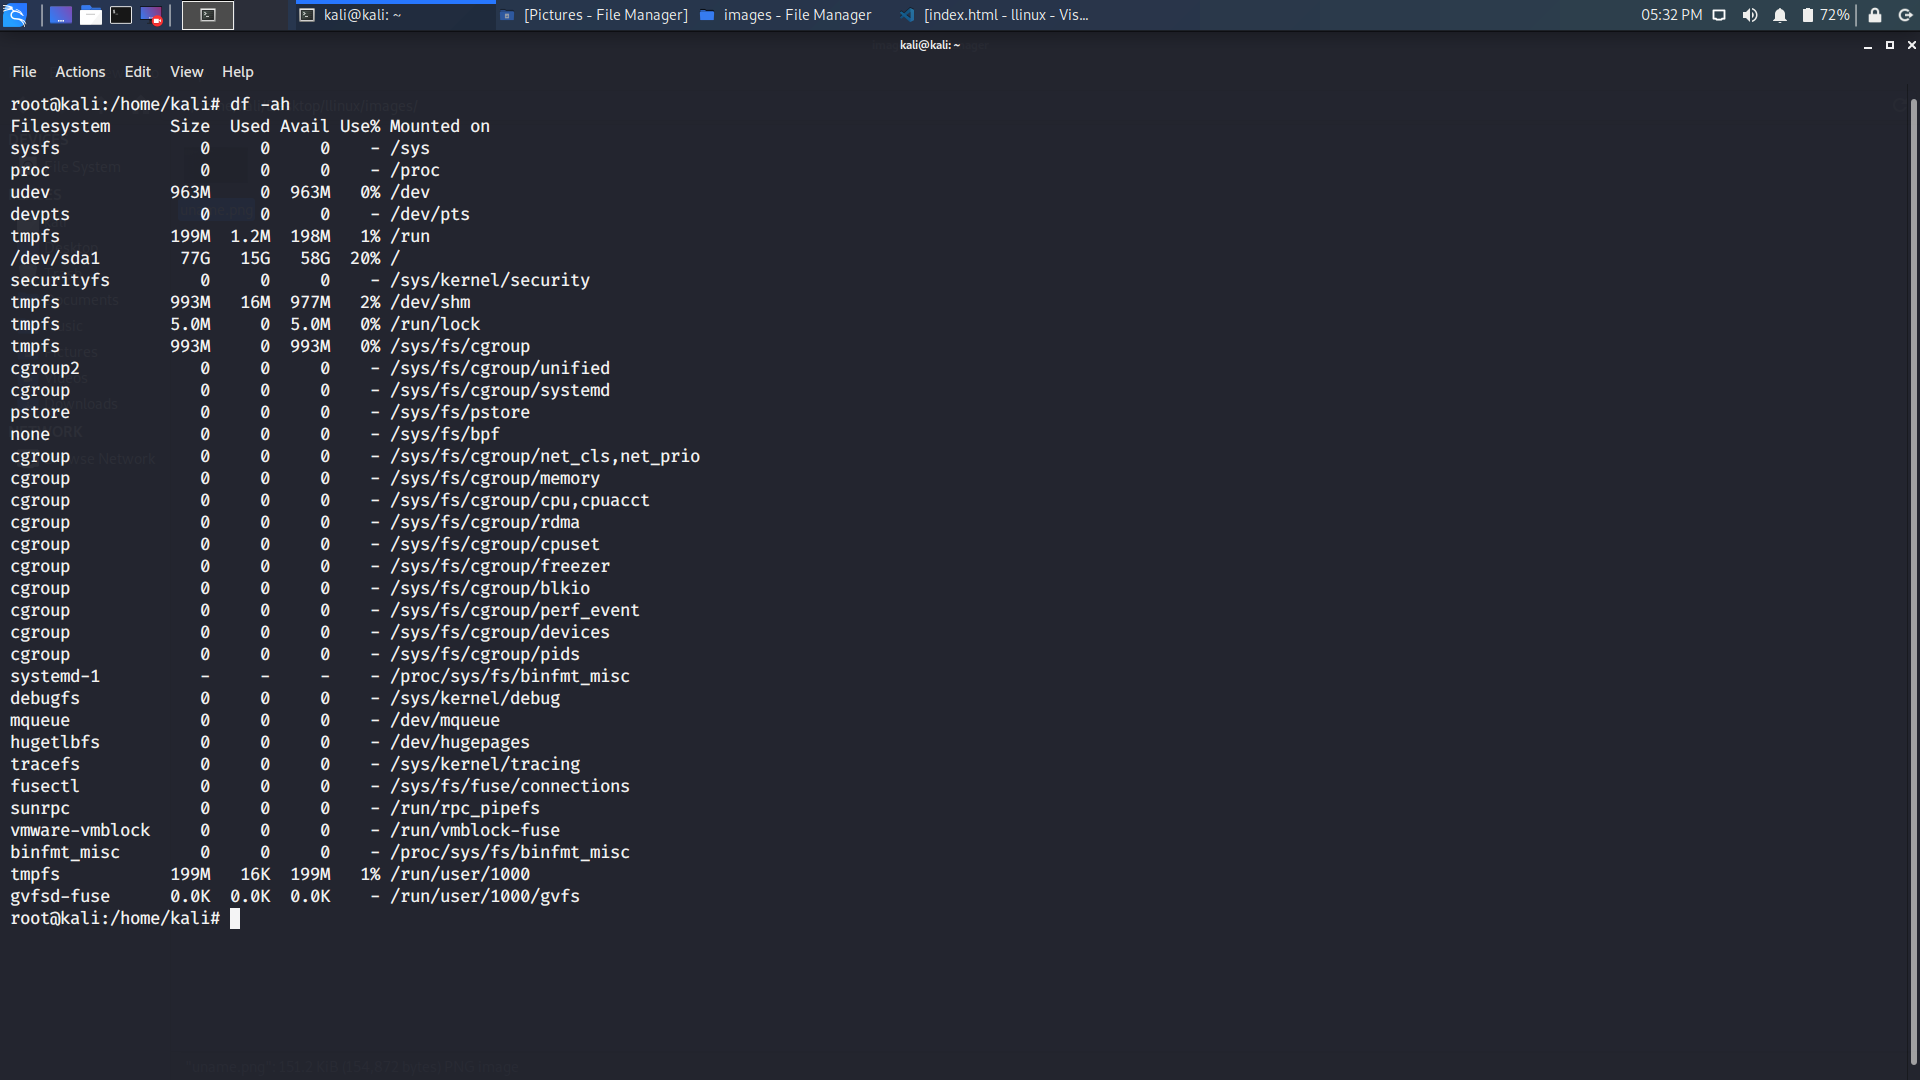 kali@kali: ~ [Pictures - File Manager] images - File Manager [index.html - llinux - Vis... 05:32 PM 72%
kali@kali: ~
File Actions Edit View Help
root@kali:/home/kali# df -ah
Filesystem Size Used Avail Use% Mounted on
sysfs 0 0 0 - /sys
proc 0 0 0 - /proc
udev 963M 0 963M 0% /dev
devpts 0 0 0 - /dev/pts
tmpfs 199M 1.2M 198M 1% /run
/dev/sda1 77G 15G 58G 20% /
securityfs 0 0 0 - /sys/kernel/security
tmpfs 993M 16M 977M 2% /dev/shm
tmpfs 5.0M 0 5.0M 0% /run/lock
tmpfs 993M 0 993M 0% /sys/fs/cgroup
cgroup2 0 0 0 - /sys/fs/cgroup/unified
cgroup 0 0 0 - /sys/fs/cgroup/systemd
pstore 0 0 0 - /sys/fs/pstore
none 0 0 0 - /sys/fs/bpf
cgroup 0 0 0 - /sys/fs/cgroup/net_cls,net_prio
cgroup 0 0 0 - /sys/fs/cgroup/memory
cgroup 0 0 0 - /sys/fs/cgroup/cpu,cpuacct
cgroup 0 0 0 - /sys/fs/cgroup/rdma
cgroup 0 0 0 - /sys/fs/cgroup/cpuset
cgroup 0 0 0 - /sys/fs/cgroup/freezer
cgroup 0 0 0 - /sys/fs/cgroup/blkio
cgroup 0 0 0 - /sys/fs/cgroup/perf_event
cgroup 0 0 0 - /sys/fs/cgroup/devices
cgroup 0 0 0 - /sys/fs/cgroup/pids
systemd-1 - - - - /proc/sys/fs/binfmt_misc
debugfs 0 0 0 - /sys/kernel/debug
mqueue 0 0 0 - /dev/mqueue
hugetlbfs 0 0 0 - /dev/hugepages
tracefs 0 0 0 - /sys/kernel/tracing
fusectl 0 0 0 - /sys/fs/fuse/connections
sunrpc 0 0 0 - /run/rpc_pipefs
vmware-vmblock 0 0 0 - /run/vmblock-fuse
binfmt_misc 0 0 0 - /proc/sys/fs/binfmt_misc
tmpfs 199M 16K 199M 1% /run/user/1000
gvfsd-fuse 0.0K 0.0K 0.0K - /run/user/1000/gvfs
root@kali:/home/kali#